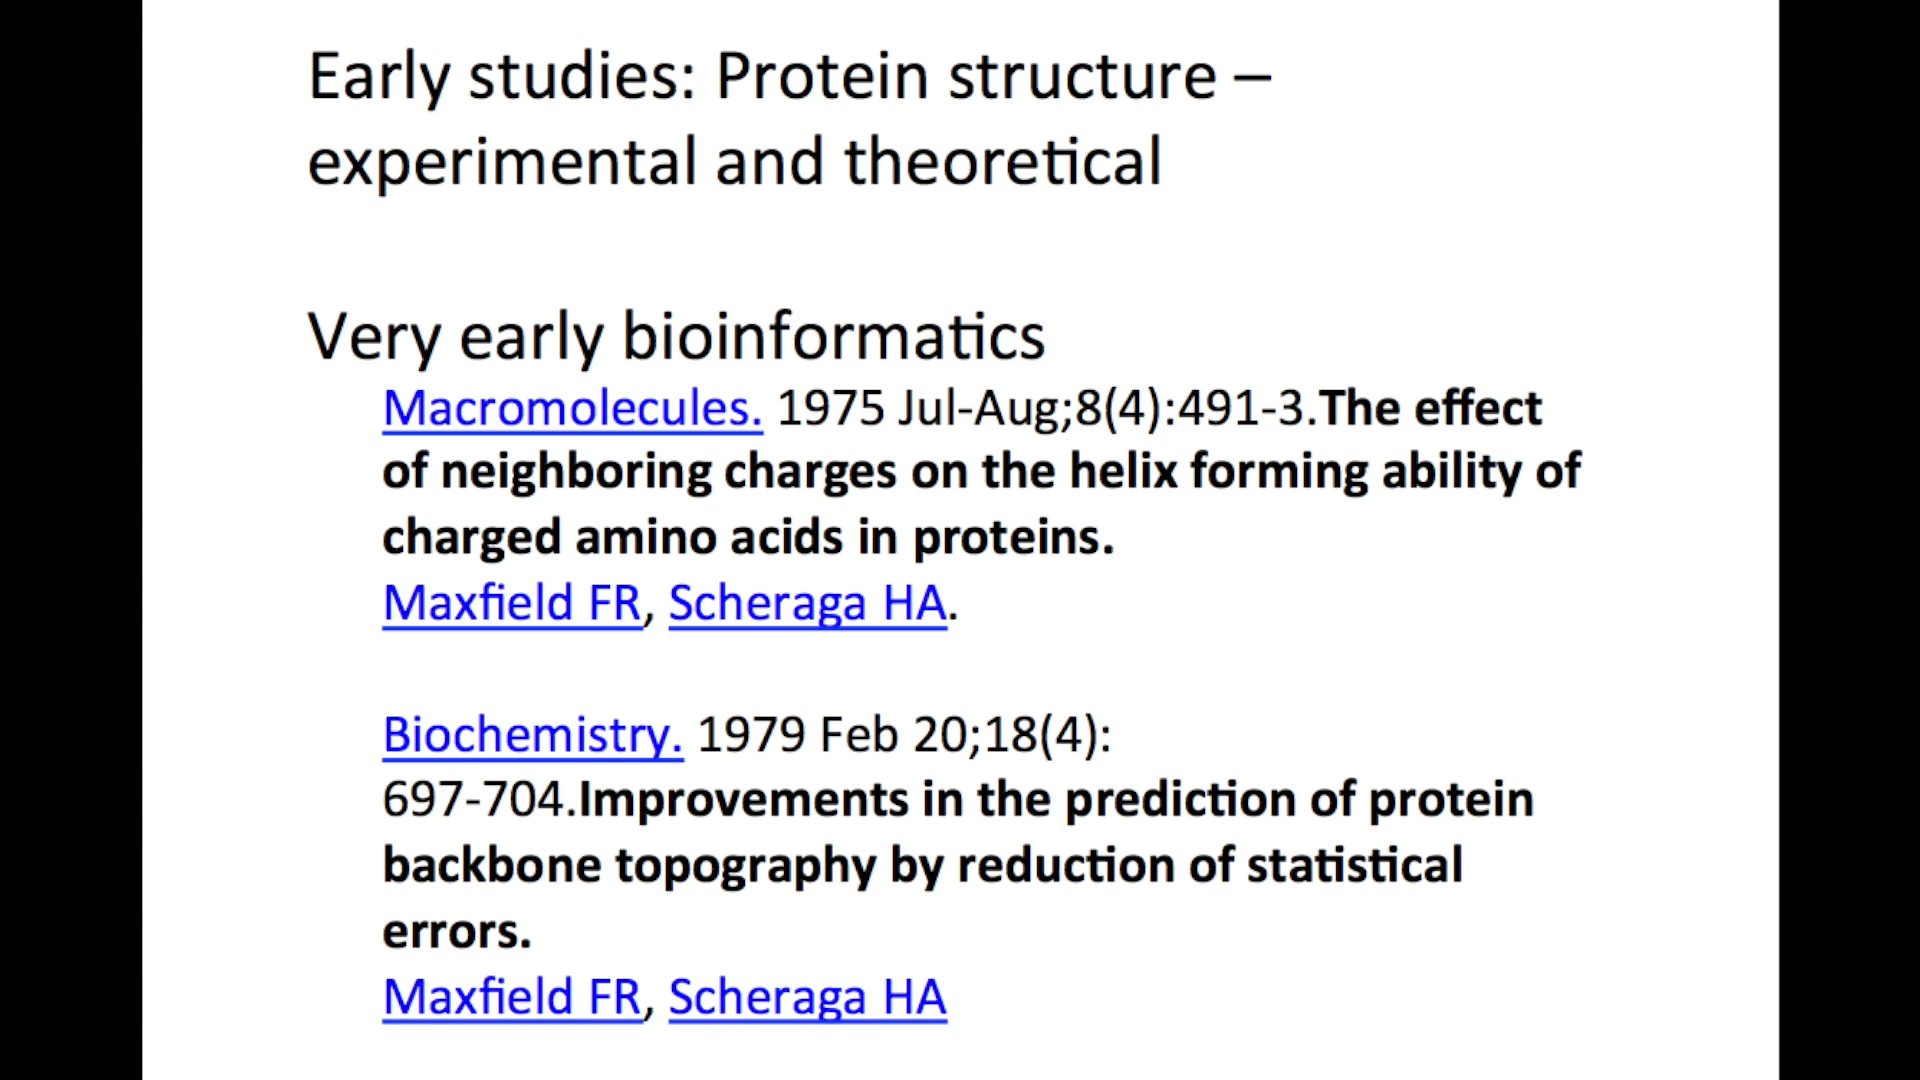 Early studies: Protein structure –
experimental and theoretical
Very early bioinformatics
Macromolecules. 1975 Jul-Aug;8(4):491-3.The effect
of neighboring charges on the helix forming ability of
charged amino acids in proteins.
Maxfield FR, Scheraga HA.
Biochemistry. 1979 Feb 20;18(4):
697-704.Improvements in the prediction of protein
backbone topography by reduction of statistical
errors.
Maxfield FR, Scheraga HA